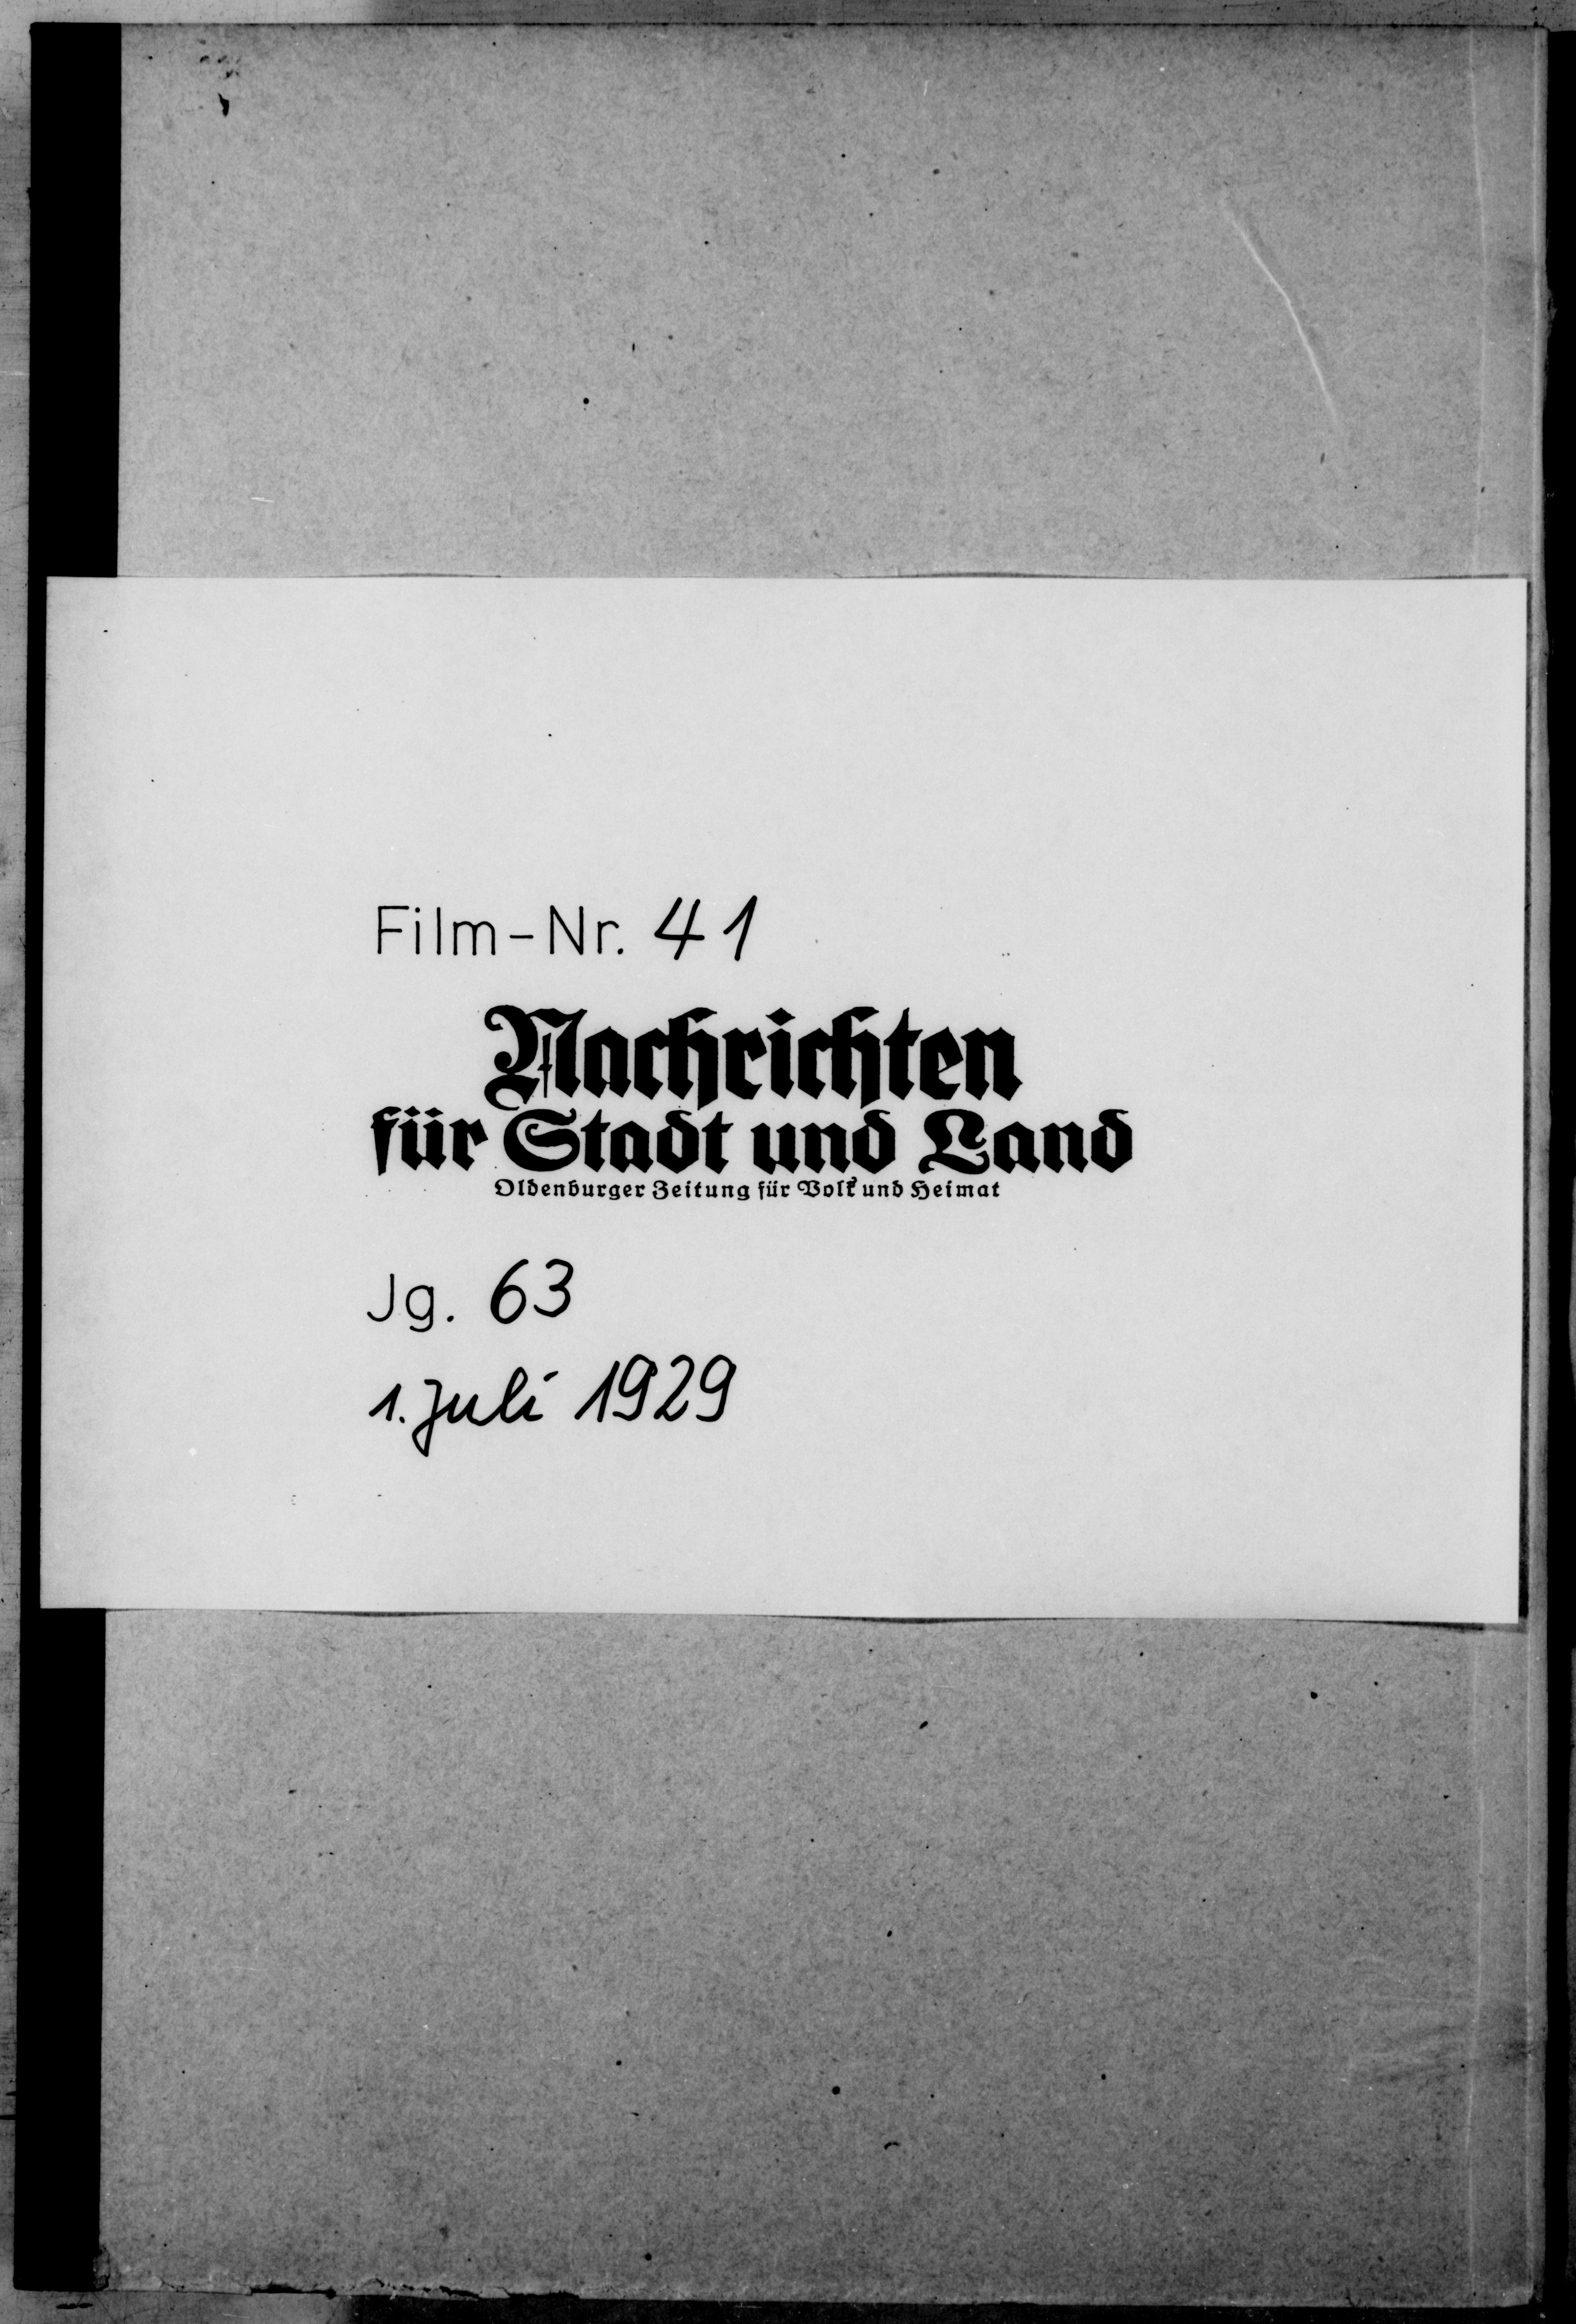 Film-Nr. 41
Nachrichten
für Stadt und Land
Oldenburger Zeitung für Volk und Heimat
Jg. 63
1. Juli 1929